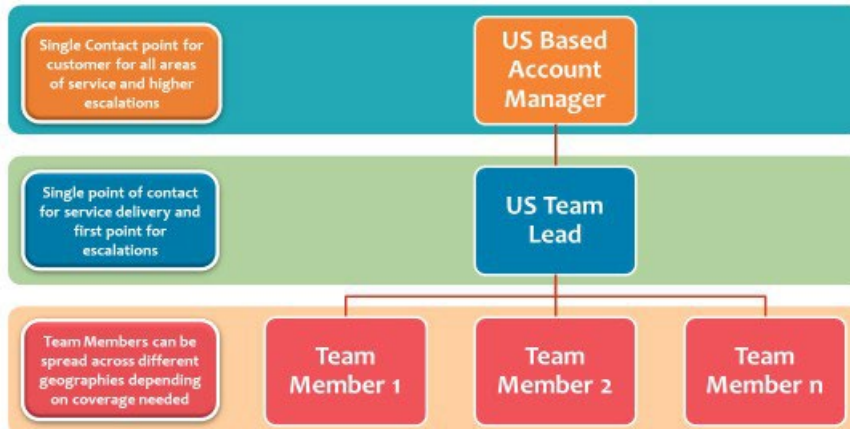 Single Contact point for
customer for all areas
of service and higher
escalations
US Based
Account
Manager
Single point of contact
for service delivery and
first point for
escalations
US Team
Lead
Team Members can be
spread across different
geographies depending
on coverage needed
Team
Member 1
Team
Member 2
Team
Member n